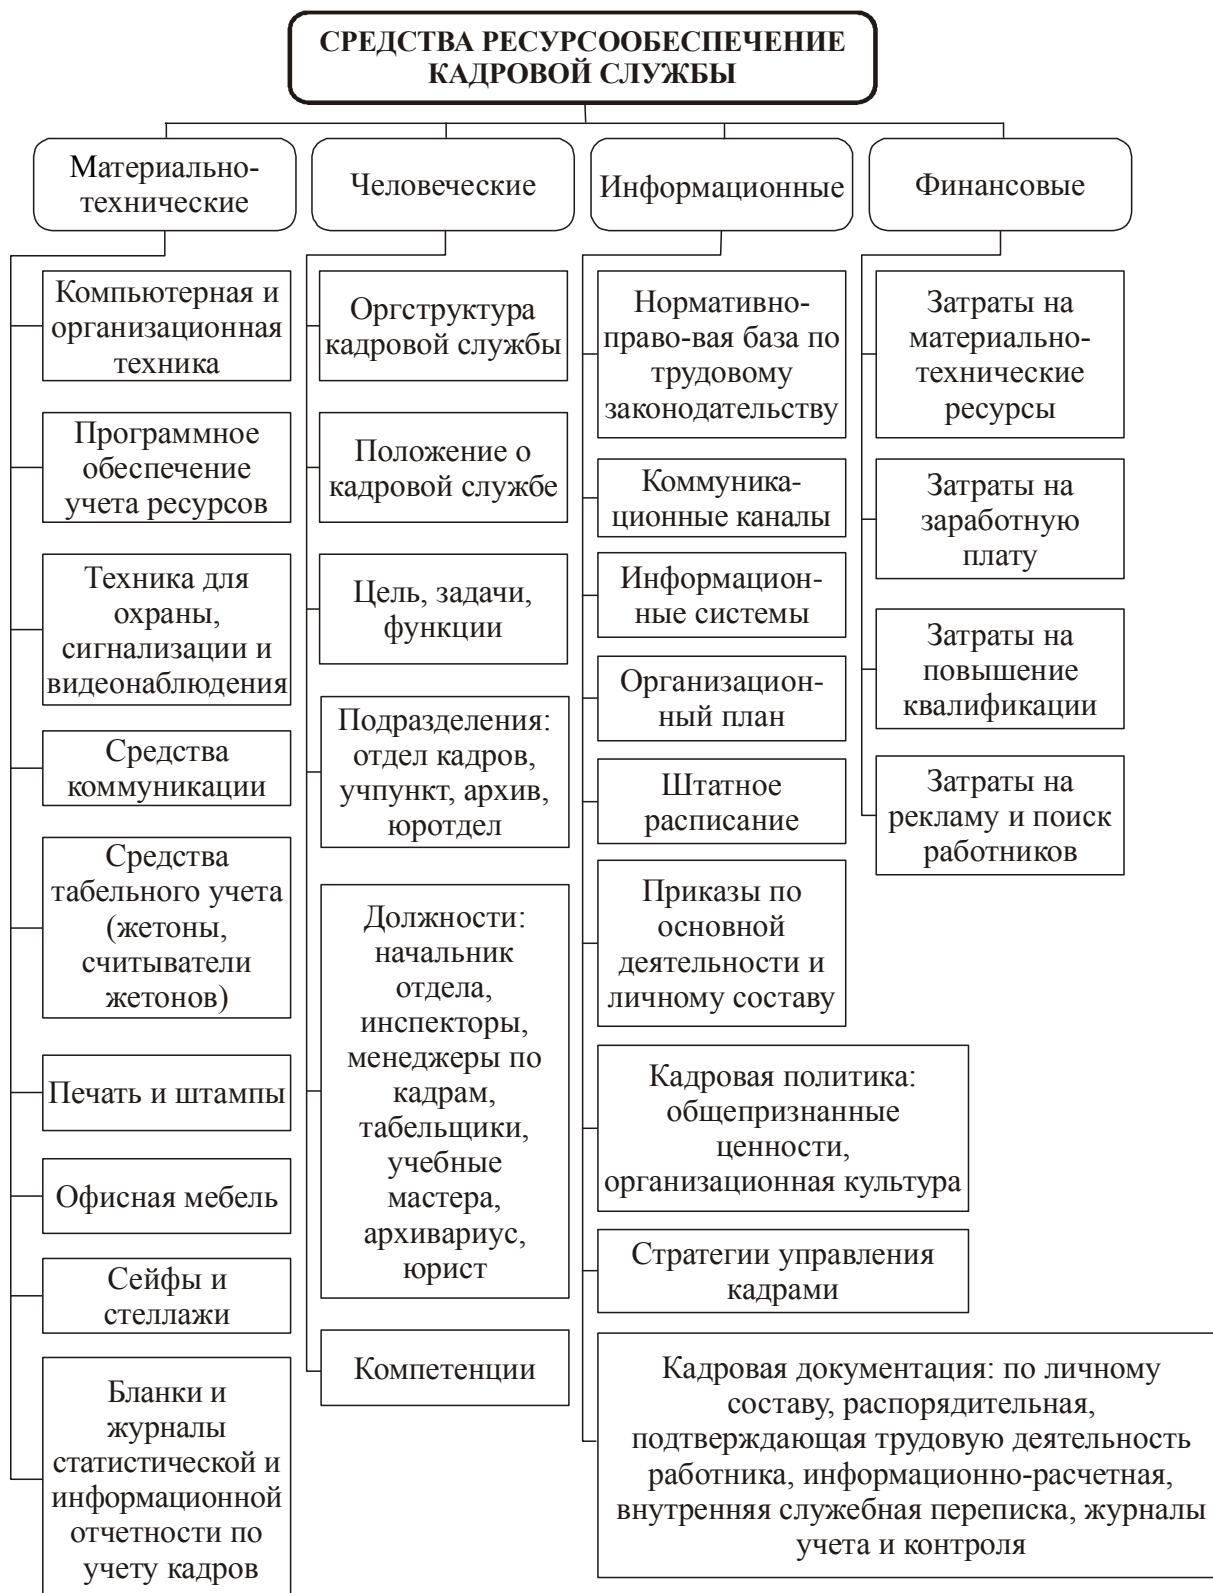 СРЕДСТВА РЕСУРСООБЕСПЕЧЕНИЕ
КАДРОВОЙ СЛУЖБЫ
Материально-
технические
Человеческие
Информационные
Финансовые
Компьютерная и
организационная
техника
Программное
обеспечение
учета ресурсов
Техника для
охраны,
сигнализации и
видеонаблюдения
Средства
коммуникации
Средства
табельного учета
(жетоны,
считыватели
жетонов)
Печать и штампы
Офисная мебель
Сейфы и
стеллажи
Бланки и
журналы
статистической и
информационной
отчетности по
учету кадров
Оргструктура
кадровой службы
Положение о
кадровой службе
Цель, задачи,
функции
Подразделения:
отдел кадров,
учпункт, архив,
юротдел
Должности:
начальник
отдела,
инспекторы,
менеджеры по
кадрам,
табельщики,
учебные
мастера,
архивариус,
юрист
Компетенции
Нормативно-
право-вая база по
трудовому
законодательству
Коммуника-
ционные каналы
Информацион-
ные системы
Организацион-
ный план
Штатное
расписание
Приказы по
основной
деятельности и
личному составу
Кадровая политика:
общепризнанные
ценности,
организационная культура
Стратегии управления
кадрами
Кадровая документация: по личному
составу, распорядительная,
подтверждающая трудовую деятельность
работника, информационно-расчетная,
внутренняя служебная переписка, журналы
учета и контроля
Затраты на
материально-
технические
ресурсы
Затраты на
заработную
плату
Затраты на
повышение
квалификации
Затраты на
рекламу и поиск
работников